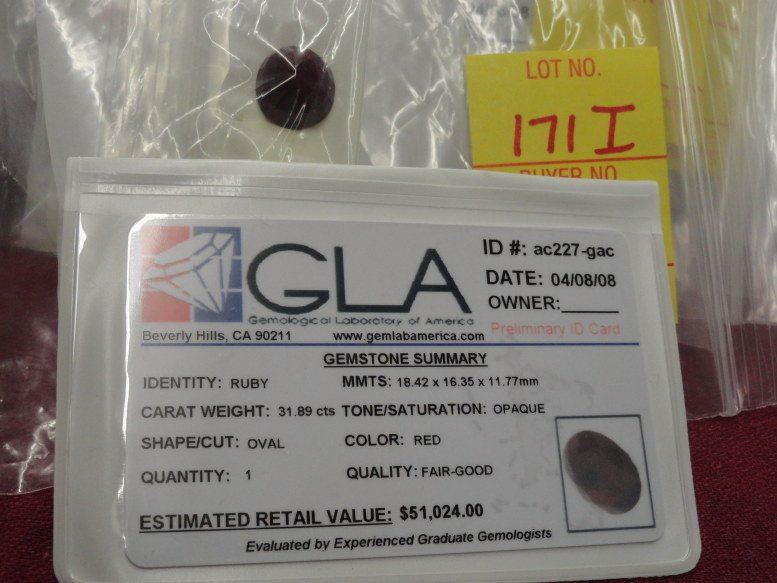 LOT NO.
171 I
BUYER NO
GLA
Gemological Laboratory of America
Beverly Hills, CA 90211 www.gemlabamerica.com
ID #: ac227-gac
DATE: 04/08/08
OWNER:______
Preliminary ID Card
GEMSTONE SUMMARY
IDENTITY: RUBY MMTS: 18.42 x 16.35 x 11.77mm
CARAT WEIGHT: 31.89 cts TONE/SATURATION: OPAQUE
SHAPE/CUT: OVAL COLOR: RED
QUANTITY: 1 QUALITY: FAIR-GOOD
ESTIMATED RETAIL VALUE: $51,024.00
Evaluated by Experienced Graduate Gemologists